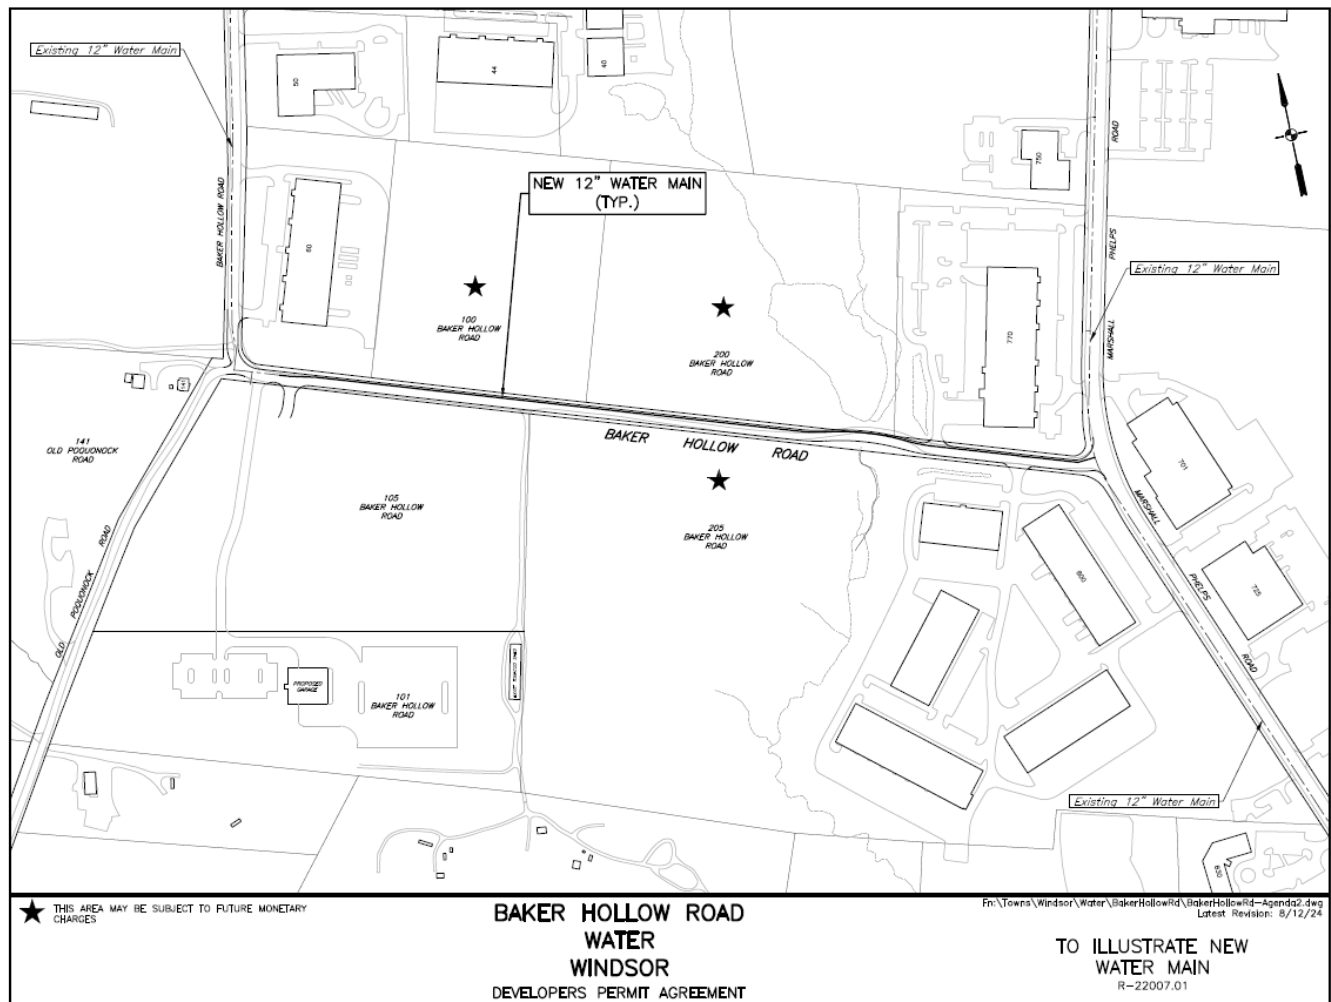 Existing 12" Water Main
50
44
40
ROAD
750
NEW 12" WATER MAIN
(TYP.)
BAKER HOLLOW ROAD
60
PHELPS
Existing 12" Water Main
100
BAKER HOLLOW
ROAD
200
BAKER HOLLOW
ROAD
770
MARSHALL
141
141
OLD POQUONOCK
ROAD
BAKER HOLLOW ROAD
701
105
BAKER HOLLOW
ROAD
205
BAKER HOLLOW
ROAD
MARSHALL
ROAD
POQUONOCK
OLD
800
PHELPS
725
ROAD
PROPOSED
GARAGE
101
BAKER HOLLOW
ROAD
Existing 12" Water Main
630
THIS AREA MAY BE SUBJECT TO FUTURE MONETARY
CHARGES
BAKER HOLLOW ROAD
WATER
WINDSOR
DEVELOPERS PERMIT AGREEMENT
Fn:\Towns\Windsor\Water\BakerHollowRd\BakerHollowRd-Agenda2.dwg
Latest Revision: 8/12/24
TO ILLUSTRATE NEW
WATER MAIN
R-22007.01